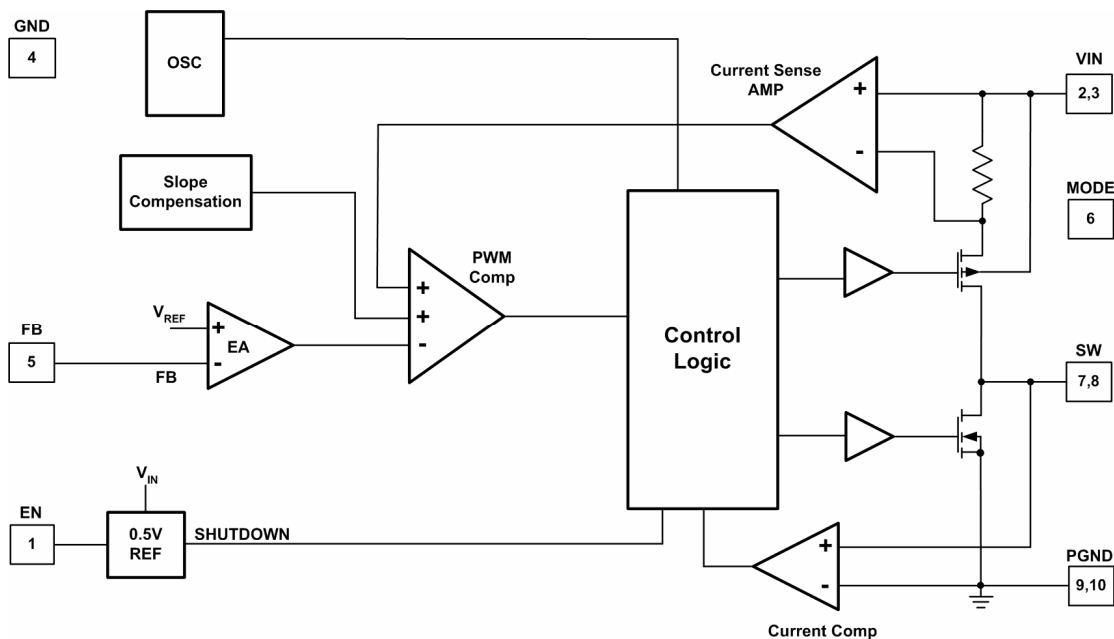 GND
4
OSC
Current Sense
AMP
+
-
VIN
2,3
Slope
Compensation
MODE
6
PWM
Comp
+
+
-
Control
Logic
V_REF
+
-
EA
FB
5
FB
SW
7,8
V_IN
EN
1
0.5V
REF
SHUTDOWN
+
-
PGND
9,10
Current Comp